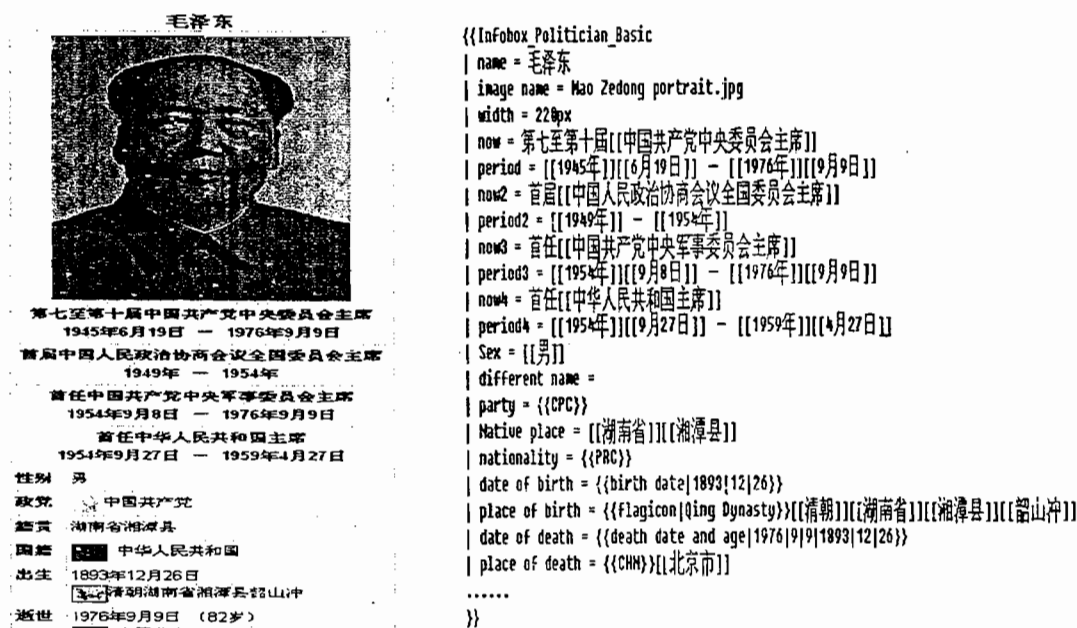 毛泽东
第七至第十届中国共产党中央委员会主席
1945年6月19日 — 1976年9月9日
首届中国人民政治协商会议全国委员会主席
1949年 — 1954年
首任中国共产党中央军事委员会主席
1954年9月8日 — 1976年9月9日
首任中华人民共和国主席
1954年9月27日 — 1959年4月27日
性别 男
政党 中国共产党
籍贯 湖南省湘潭县
国籍 中华人民共和国
出生 1893年12月26日
清朝湖南省湘潭县韶山冲
逝世 1976年9月9日 (82岁)
{{Infobox_Politician_Basic
| name = 毛泽东
| image name = Mao Zedong portrait.jpg
| width = 220px
| now = 第七至第十届[[中国共产党中央委员会主席]]
| period = [[1945年]][[6月19日]] - [[1976年]][[9月9日]]
| now2 = 首届[[中国人民政治协商会议全国委员会主席]]
| period2 = [[1949年]] - [[1954年]]
| now3 = 首任[[中国共产党中央军事委员会主席]]
| period3 = [[1954年]][[9月8日]] - [[1976年]][[9月9日]]
| now4 = 首任[[中华人民共和国主席]]
| period4 = [[1954年]][[9月27日]] - [[1959年]][[4月27日]]
| Sex = [[男]]
| different name =
| party = {{CPC}}
| Native place = [[湖南省]][[湘潭县]]
| nationality = {{PRC}}
| date of birth = {{birth date|1893|12|26}}
| place of birth = {{flagicon|Qing Dynasty}}[[清朝]][[湖南省]][[湘潭县]][[韶山冲]]
| date of death = {{death date and age|1976|9|9|1893|12|26}}
| place of death = {{CHN}}[[北京市]]
......
}}